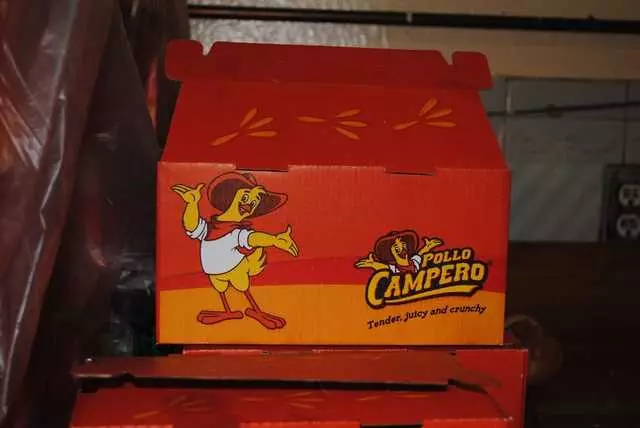 POLLO
CAMPERO
Tender, juicy and crunchy